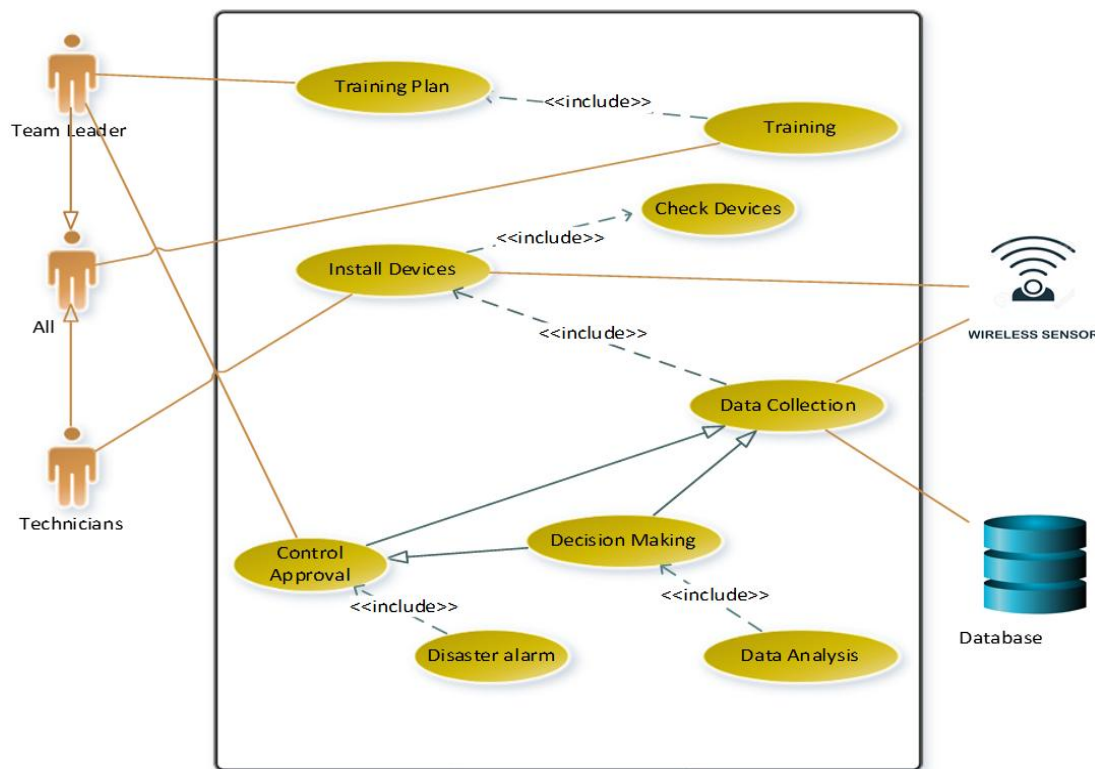 Training Plan
<<include>>
Team Leader
Training
Check Devices
<<include>>
Install Devices
All
<<include>>
WIRELESS SENSOR
Data Collection
Technicians
Decision Making
Control
Approval
<<include>>
<<include>>
Database
Disaster alarm
Data Analysis